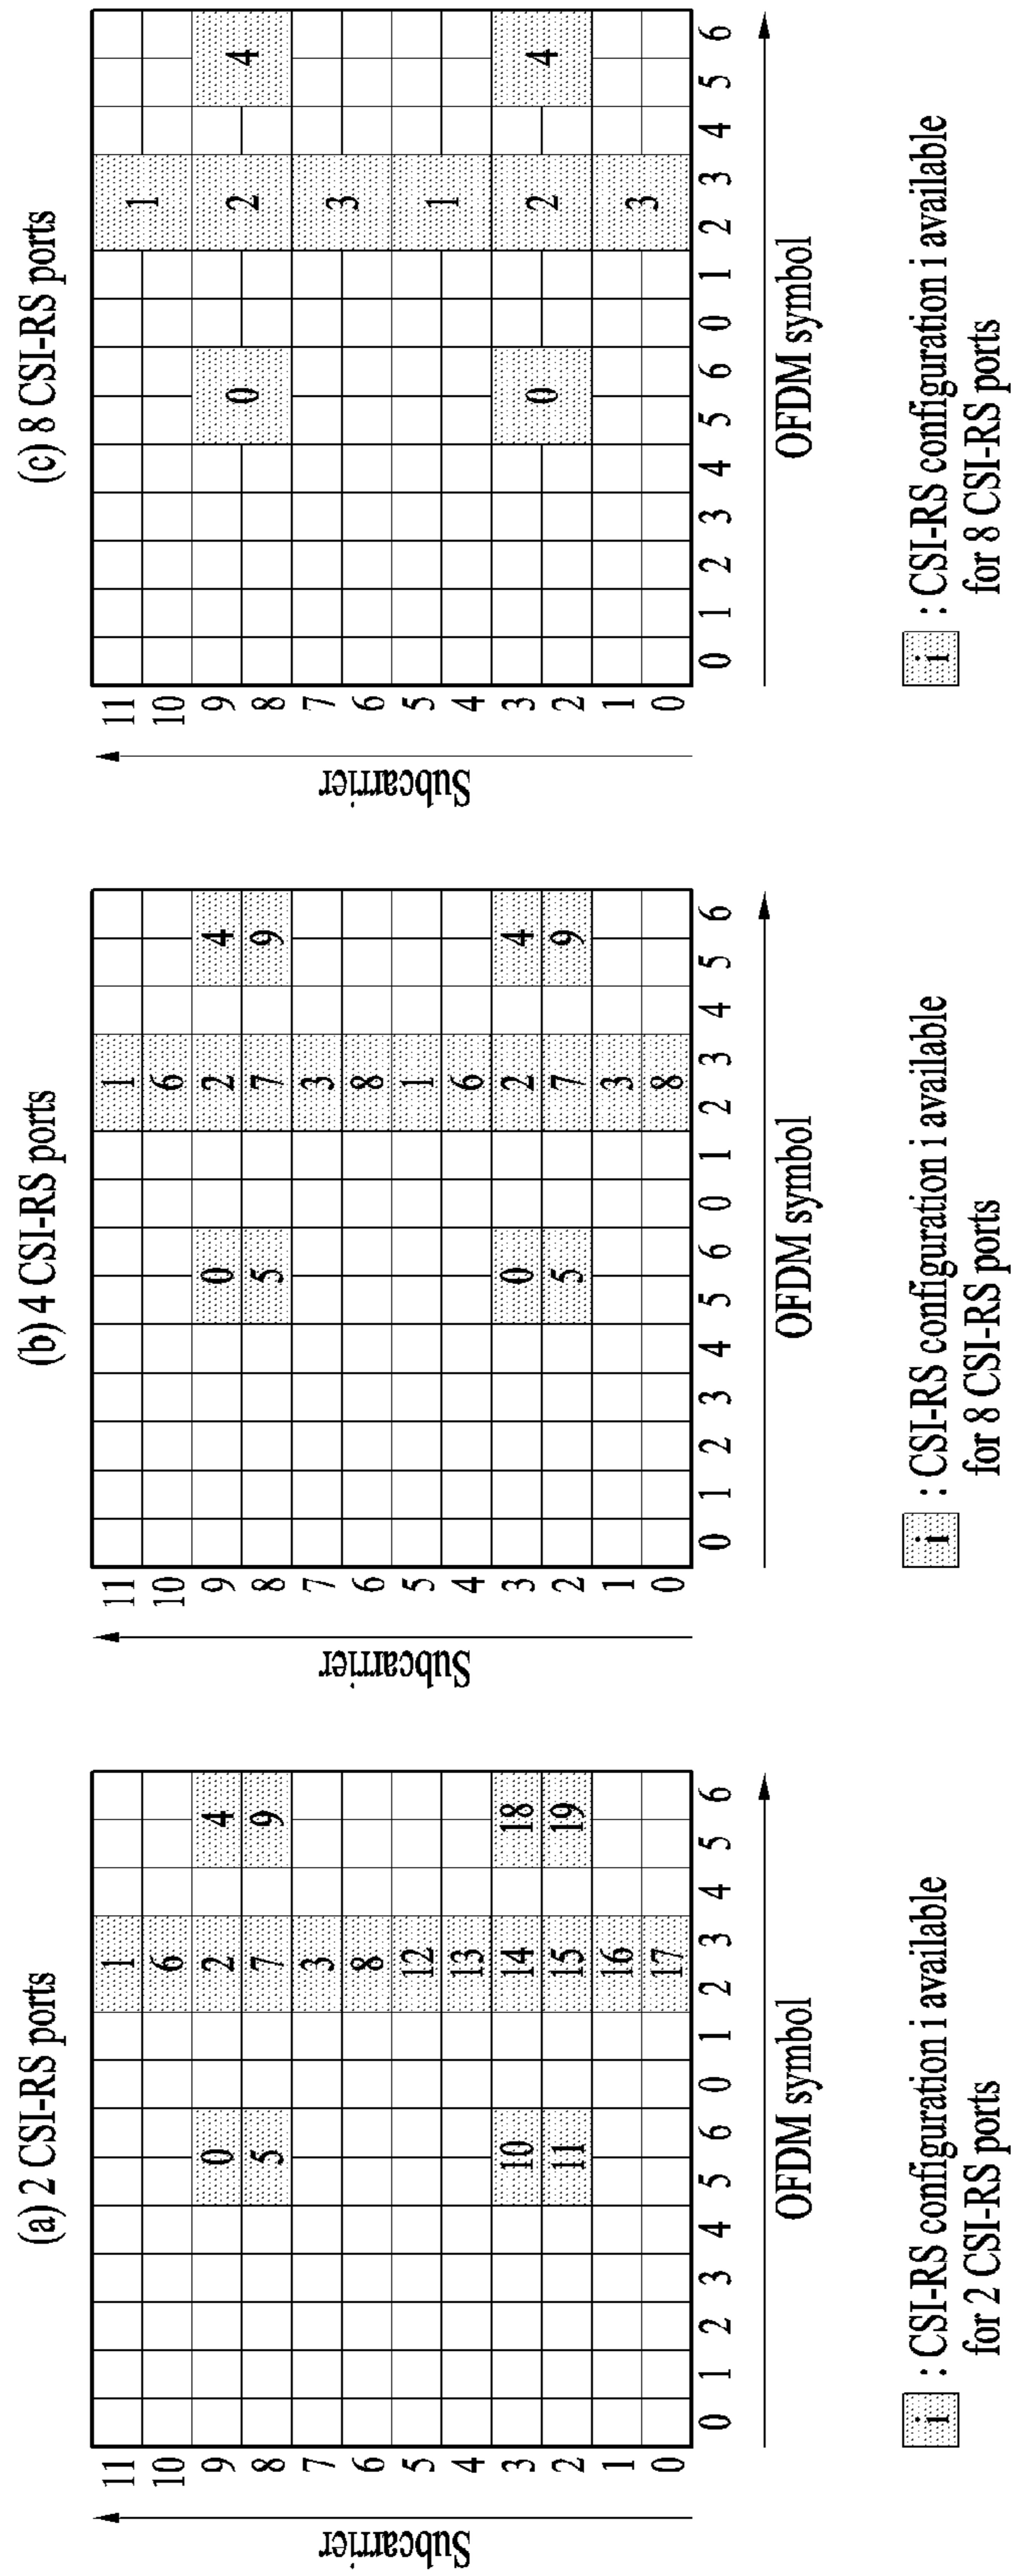 (a) 2 CSI-RS ports
Subcarrier
11 1
10 6
9 0 2 4
8 5 7 9
7 3
6 8
5 12
4 13
3 10 14 18
2 11 15 19
1 16
0 17
0 1 2 3 4 5 6 0 1 2 3 4 5 6
OFDM symbol
i : CSI-RS configuration i available
for 2 CSI-RS ports
(b) 4 CSI-RS ports
Subcarrier
11 1
10 6
9 0 2 4
8 5 7 9
7 3
6 8
5 1
4 6
3 0 2 4
2 5 7 9
1 3
0 8
0 1 2 3 4 5 6 0 1 2 3 4 5 6
OFDM symbol
i : CSI-RS configuration i available
for 8 CSI-RS ports
(c) 8 CSI-RS ports
Subcarrier
11
1
10
9
0 2 4
8
7
3
6
5
1
4
3
0 2 4
2
1
3
0
0 1 2 3 4 5 6 0 1 2 3 4 5 6
OFDM symbol
i : CSI-RS configuration i available
for 8 CSI-RS ports